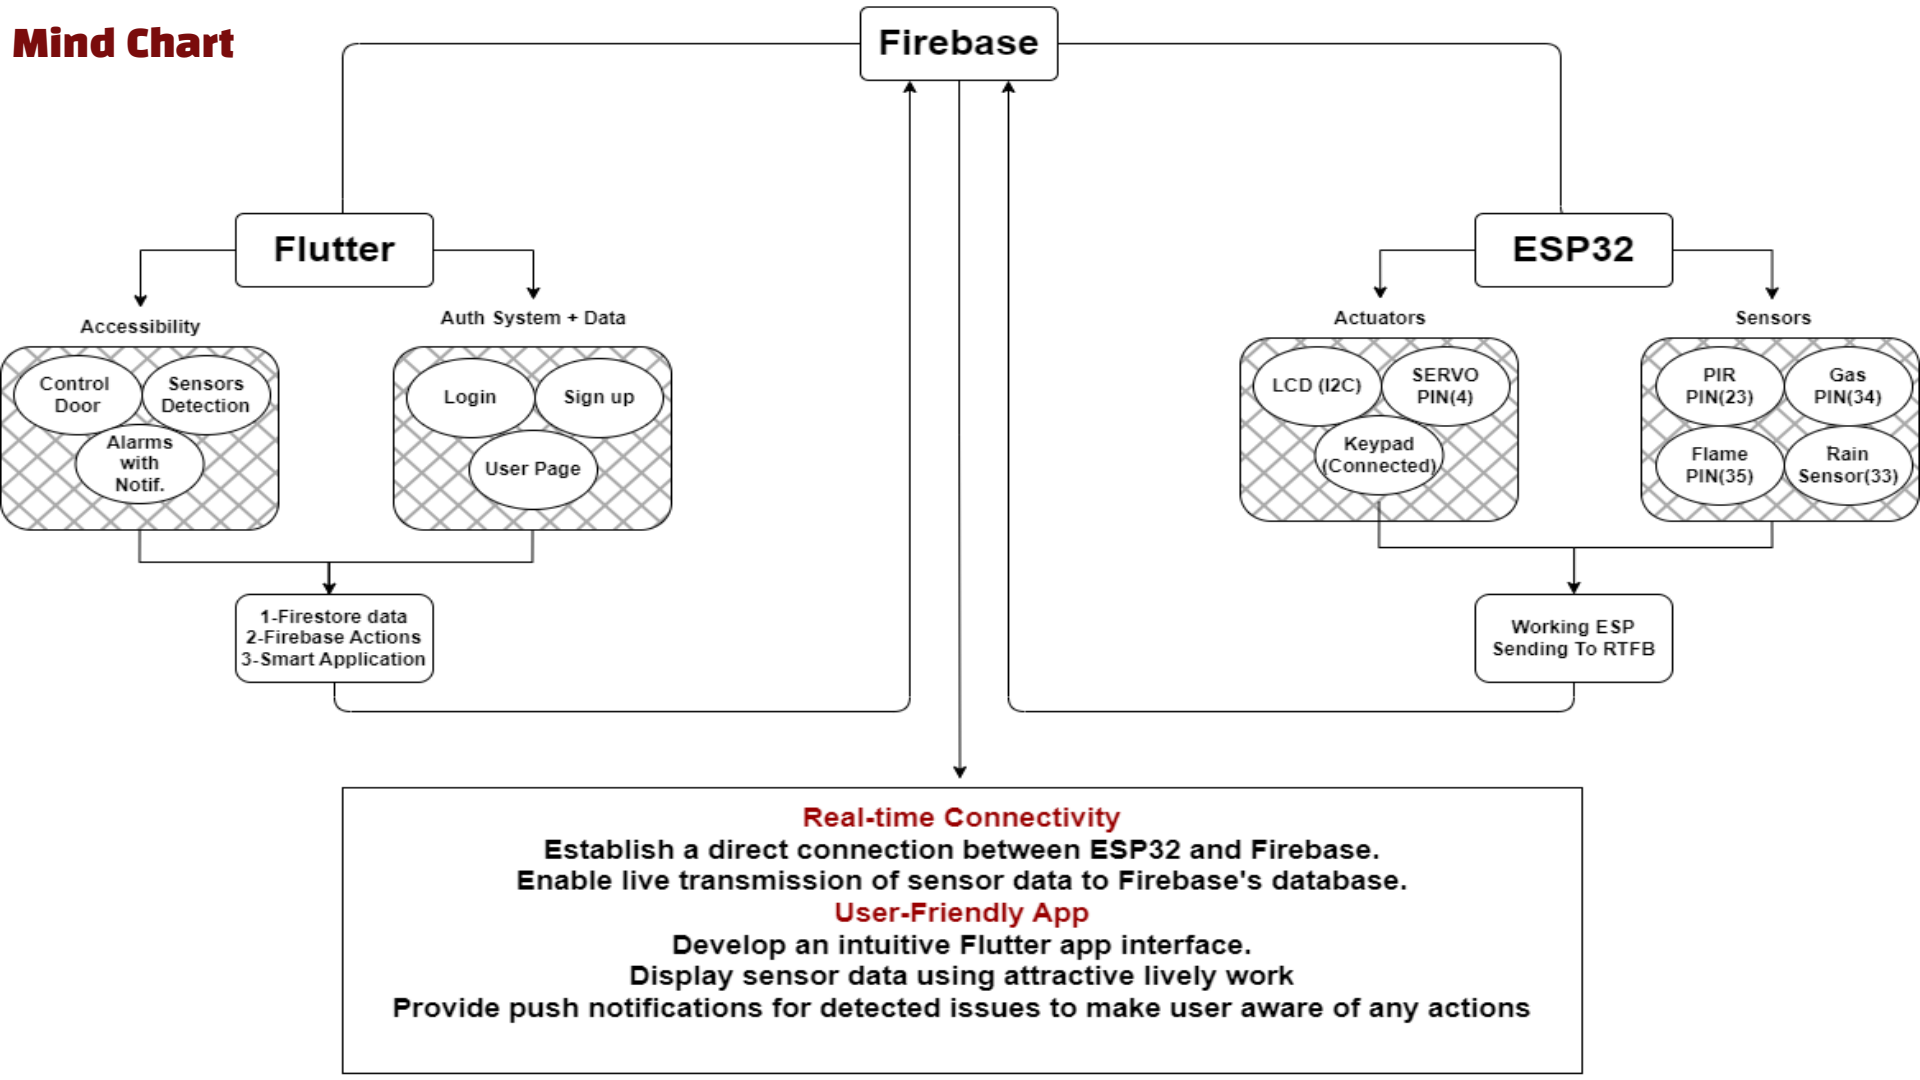 Mind Chart
Firebase
Flutter
ESP32
Accessibility
Control
Door
Sensors
Detection
Alarms
with
Notif.
Auth System + Data
Login
Sign up
User Page
Actuators
LCD (I2C)
SERVO
PIN(4)
Keypad
(Connected)
Sensors
PIR
PIN(23)
Gas
PIN(34)
Flame
PIN(35)
Rain
Sensor(33)
1-Firestore data
2-Firebase Actions
3-Smart Application
Working ESP
Sending To RTFB
Real-time Connectivity
Establish a direct connection between ESP32 and Firebase.
Enable live transmission of sensor data to Firebase's database.
User-Friendly App
Develop an intuitive Flutter app interface.
Display sensor data using attractive lively work
Provide push notifications for detected issues to make user aware of any actions